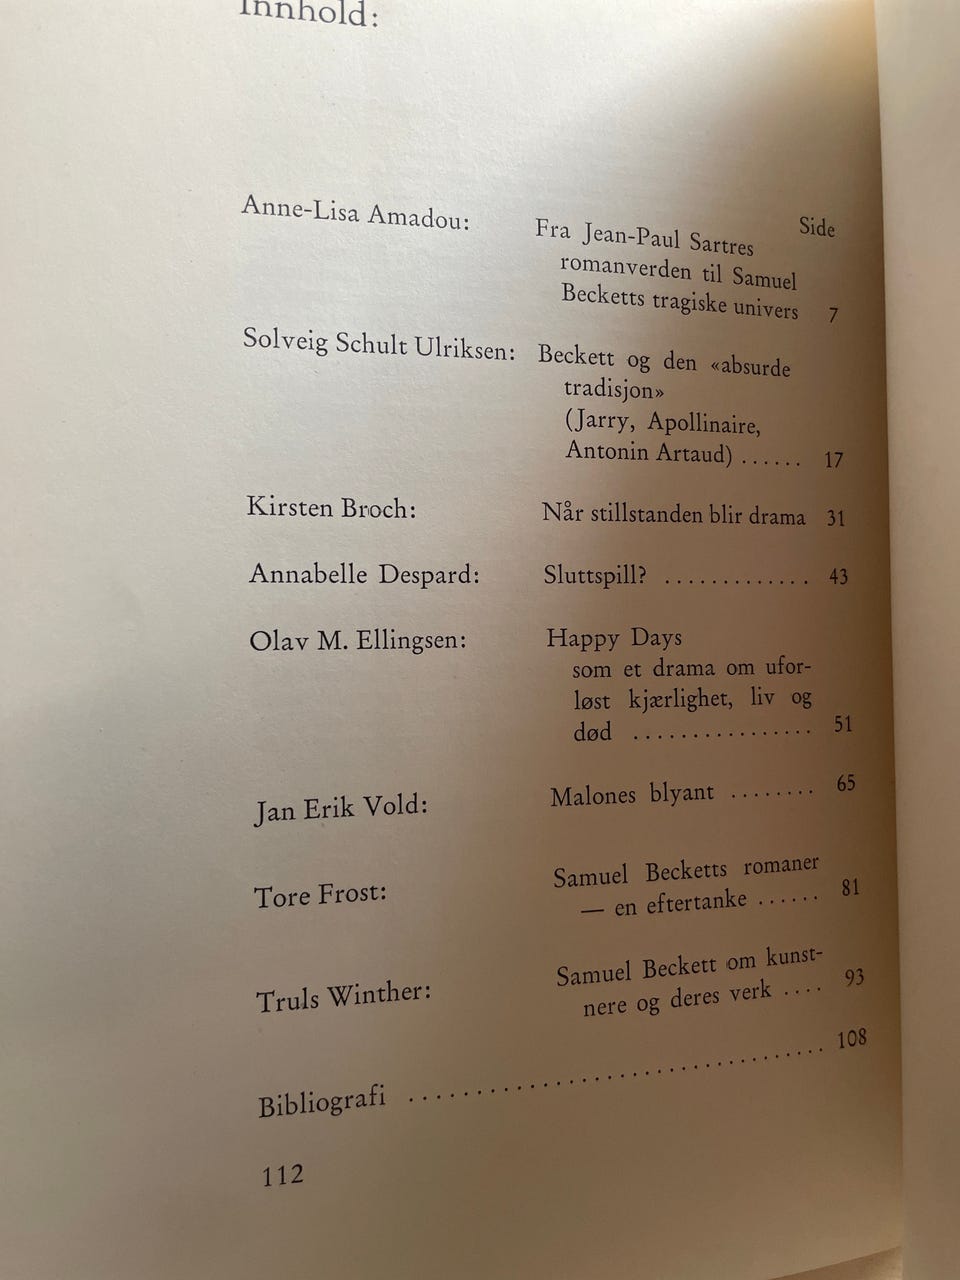 Innhold:
Side
Anne-Lisa Amadou: Fra Jean-Paul Sartres
romanverden til Samuel
Becketts tragiske univers 7
Solveig Schult Ulriksen: Beckett og den «absurde
tradisjon»
(Jarry, Apollinaire,
Antonin Artaud) ...... 17
Kirsten Broch: Når stillstanden blir drama 31
Annabelle Despard: Sluttspill? ............. 43
Olav M. Ellingsen: Happy Days
som et drama om ufor-
løst kjærlighet, liv og
død ................ 51
Jan Erik Vold: Malones blyant ........ 65
Tore Frost: Samuel Becketts romaner
— en eftertanke ...... 81
Truls Winther: Samuel Beckett om kunst-
nere og deres verk .... 93
Bibliografi ............................... 108
112